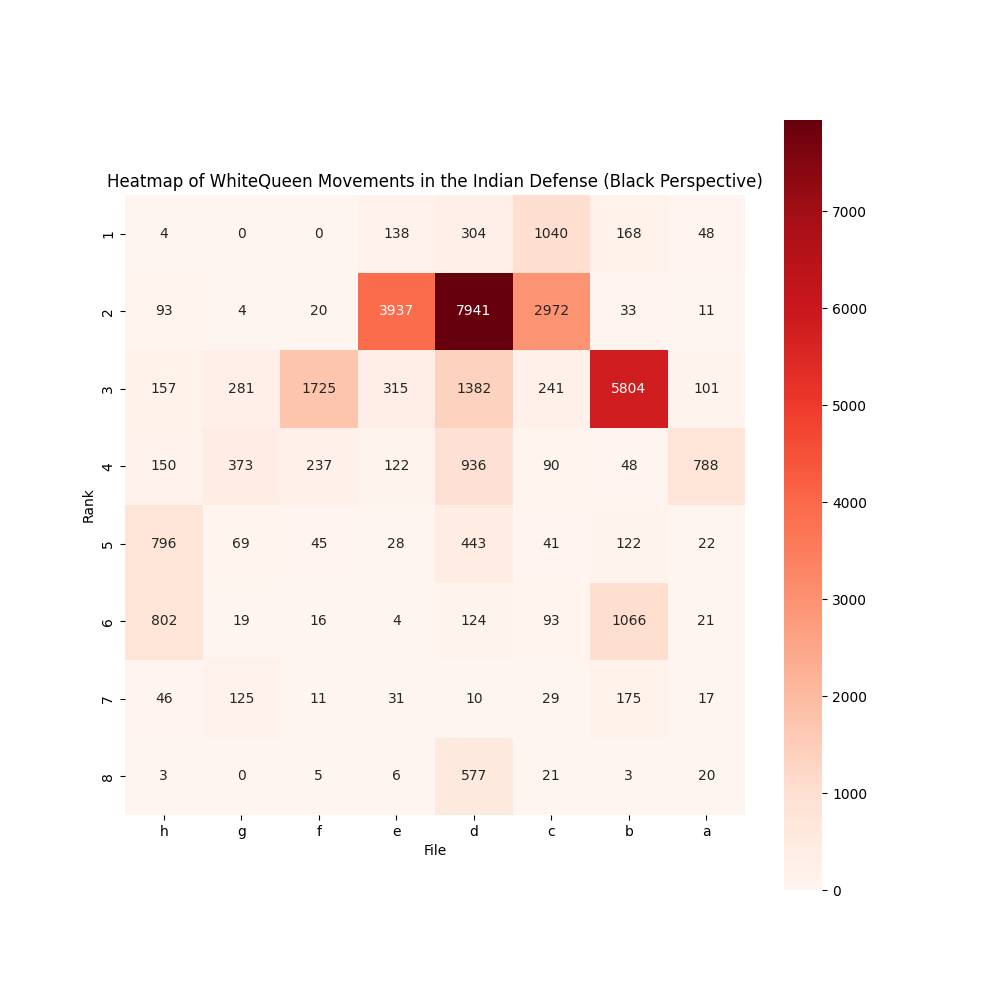 Heatmap of WhiteQueen Movements in the Indian Defense (Black Perspective)
1 4 0 0 138 304 1040 168 48
2 93 4 20 3937 7941 2972 33 11
3 157 281 1725 315 1382 241 5804 101
4 150 373 237 122 936 90 48 788
5 796 69 45 28 443 41 122 22
6 802 19 16 4 124 93 1066 21
7 46 125 11 31 10 29 175 17
8 3 0 5 6 577 21 3 20
h g f e d c b a
File
Rank
7000
6000
5000
4000
3000
2000
1000
0